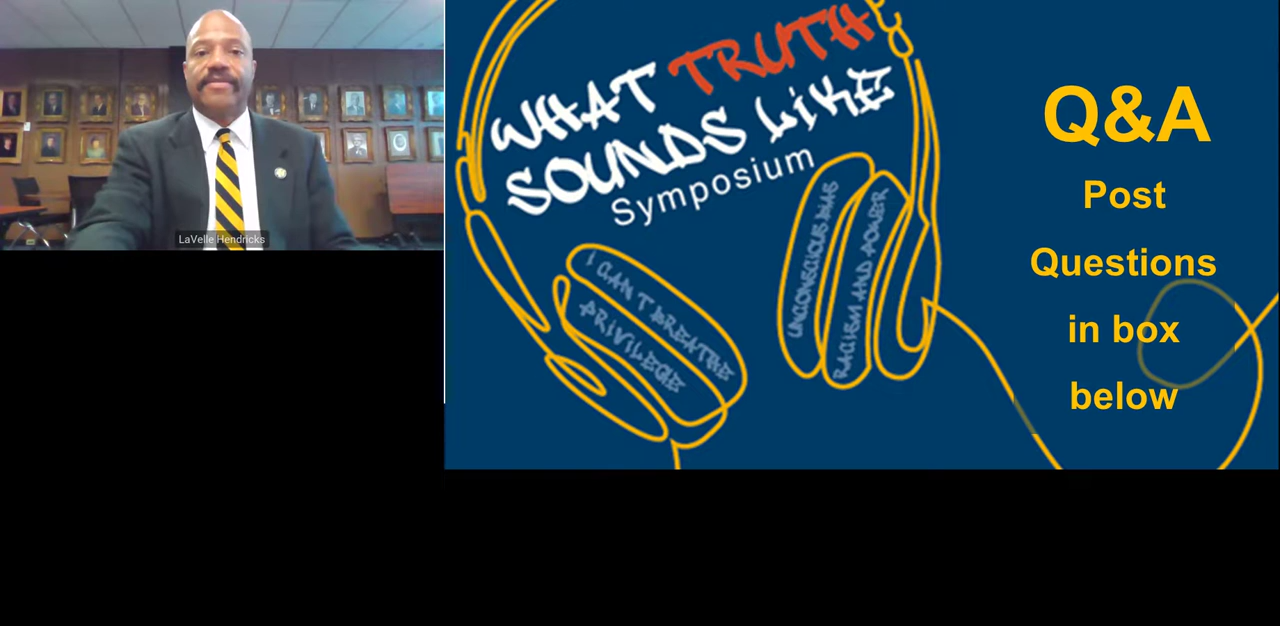 LaVelle Hendricks
WHAT TRUTH
SOUNDS LIKE
Symposium
I CAN'T BREATHE
PRIVILEGE
UNCONSCIOUS BIAS
RACISM AND POWER
Q&A
Post
Questions
in box
below